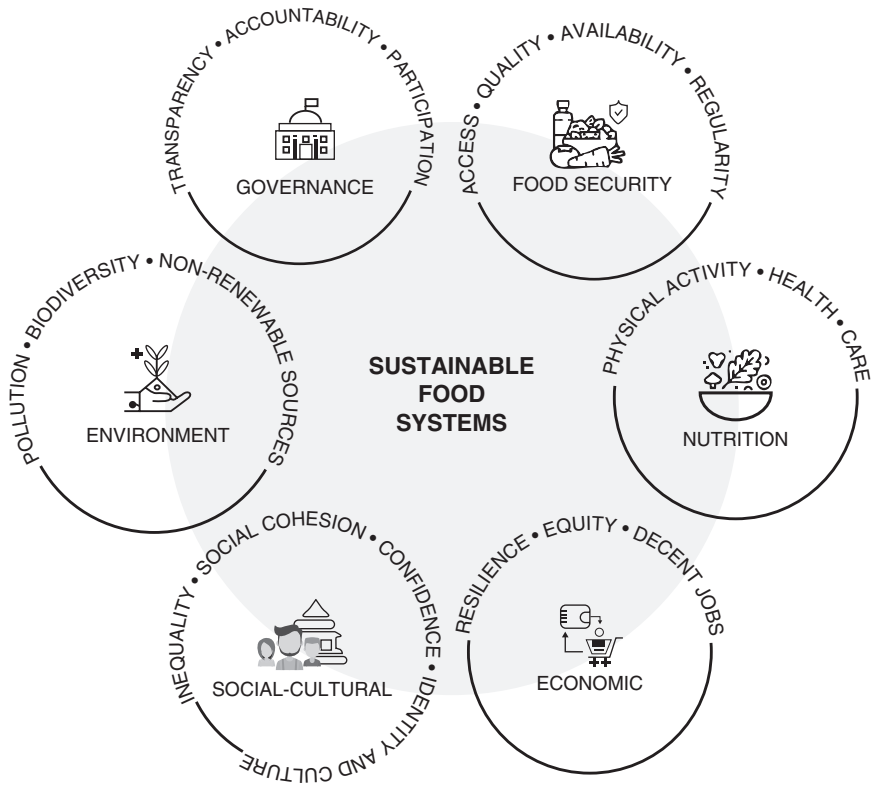 TRANSPARENCY • ACCOUNTABILITY • PARTICIPATION
GOVERNANCE
ACCESS • QUALITY • AVAILABILITY • REGULARITY
FOOD SECURITY
POLLUTION • BIODIVERSITY • NON-RENEWABLE SOURCES
ENVIRONMENT
SUSTAINABLE
FOOD
SYSTEMS
PHYSICAL ACTIVITY • HEALTH • CARE
NUTRITION
INEQUALITY • SOCIAL COHESION • CONFIDENCE • IDENTITY AND CULTURE
SOCIAL-CULTURAL
RESILIENCE • EQUITY • DECENT JOBS
ECONOMIC